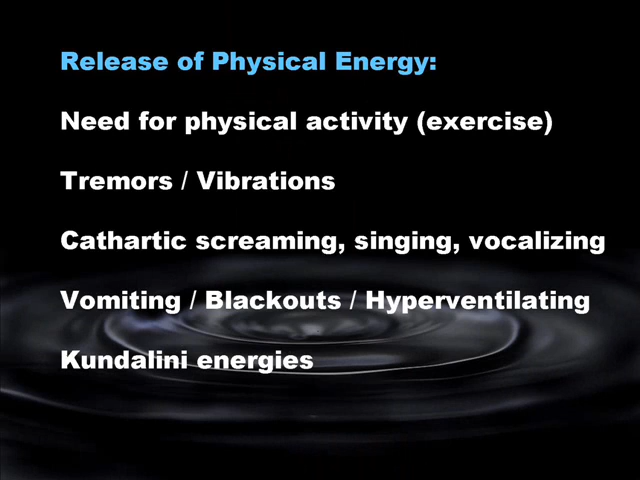 Release of Physical Energy:
Need for physical activity (exercise)
Tremors / Vibrations
Cathartic screaming, singing, vocalizing
Vomiting / Blackouts / Hyperventilating
Kundalini energies